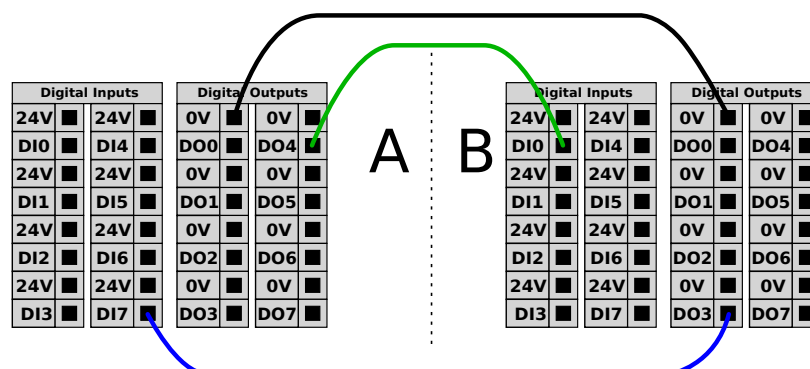 Digital Inputs Digital Outputs Digital Inputs Digital Outputs
24V 24V 0V 0V 24V 24V 0V 0V
DI0 DI4 DO0 DO4 A B DI0 DI4 DO0 DO4
24V 24V 0V 0V 24V 24V 0V 0V
DI1 DI5 DO1 DO5 DI1 DI5 DO1 DO5
24V 24V 0V 0V 24V 24V 0V 0V
DI2 DI6 DO2 DO6 DI2 DI6 DO2 DO6
24V 24V 0V 0V 24V 24V 0V 0V
DI3 DI7 DO3 DO7 DI3 DI7 DO3 DO7